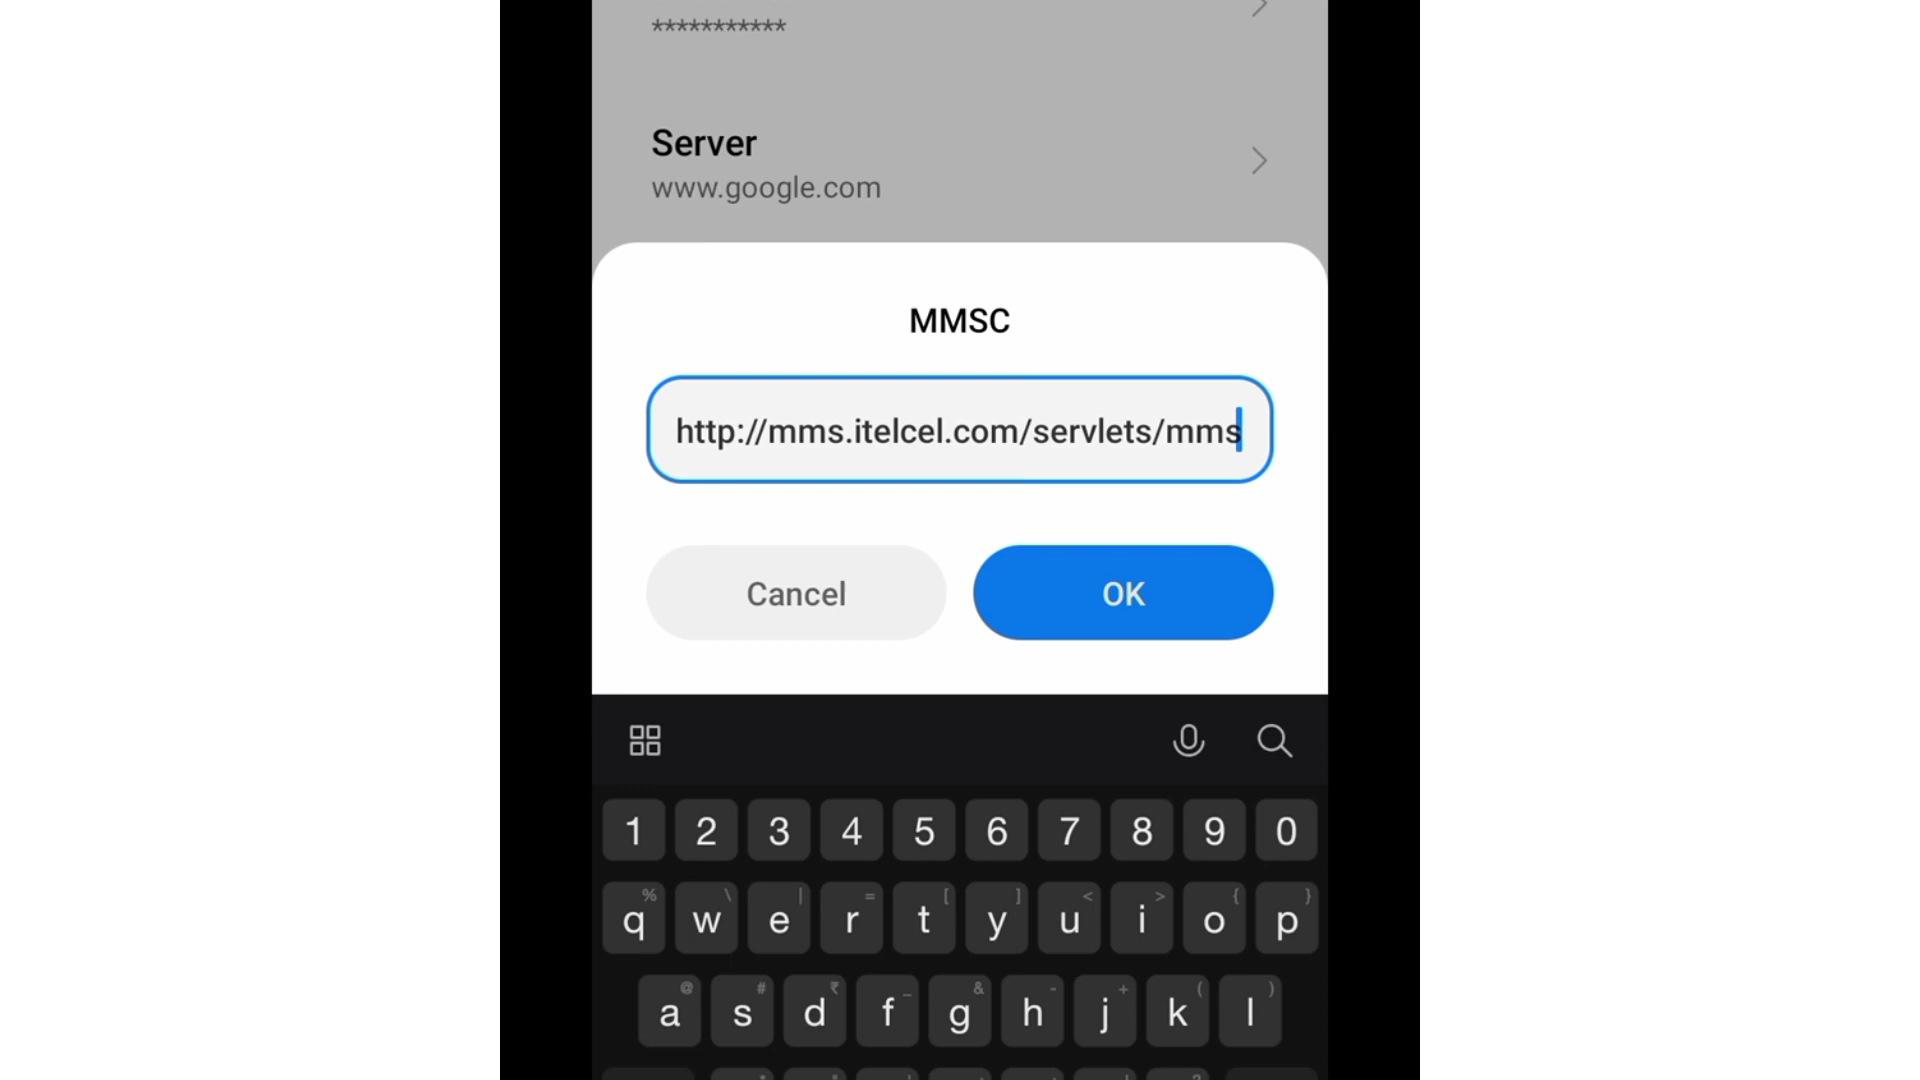 ***********
Server
www.google.com
MMSC
http://mms.itelcel.com/servlets/mms
Cancel
OK
1 2 3 4 5 6 7 8 9 0
% \ | = [ ] < > { }
q w e r t y u i o p
@ # ₹ _ & - + ( )
a s d f g h j k l